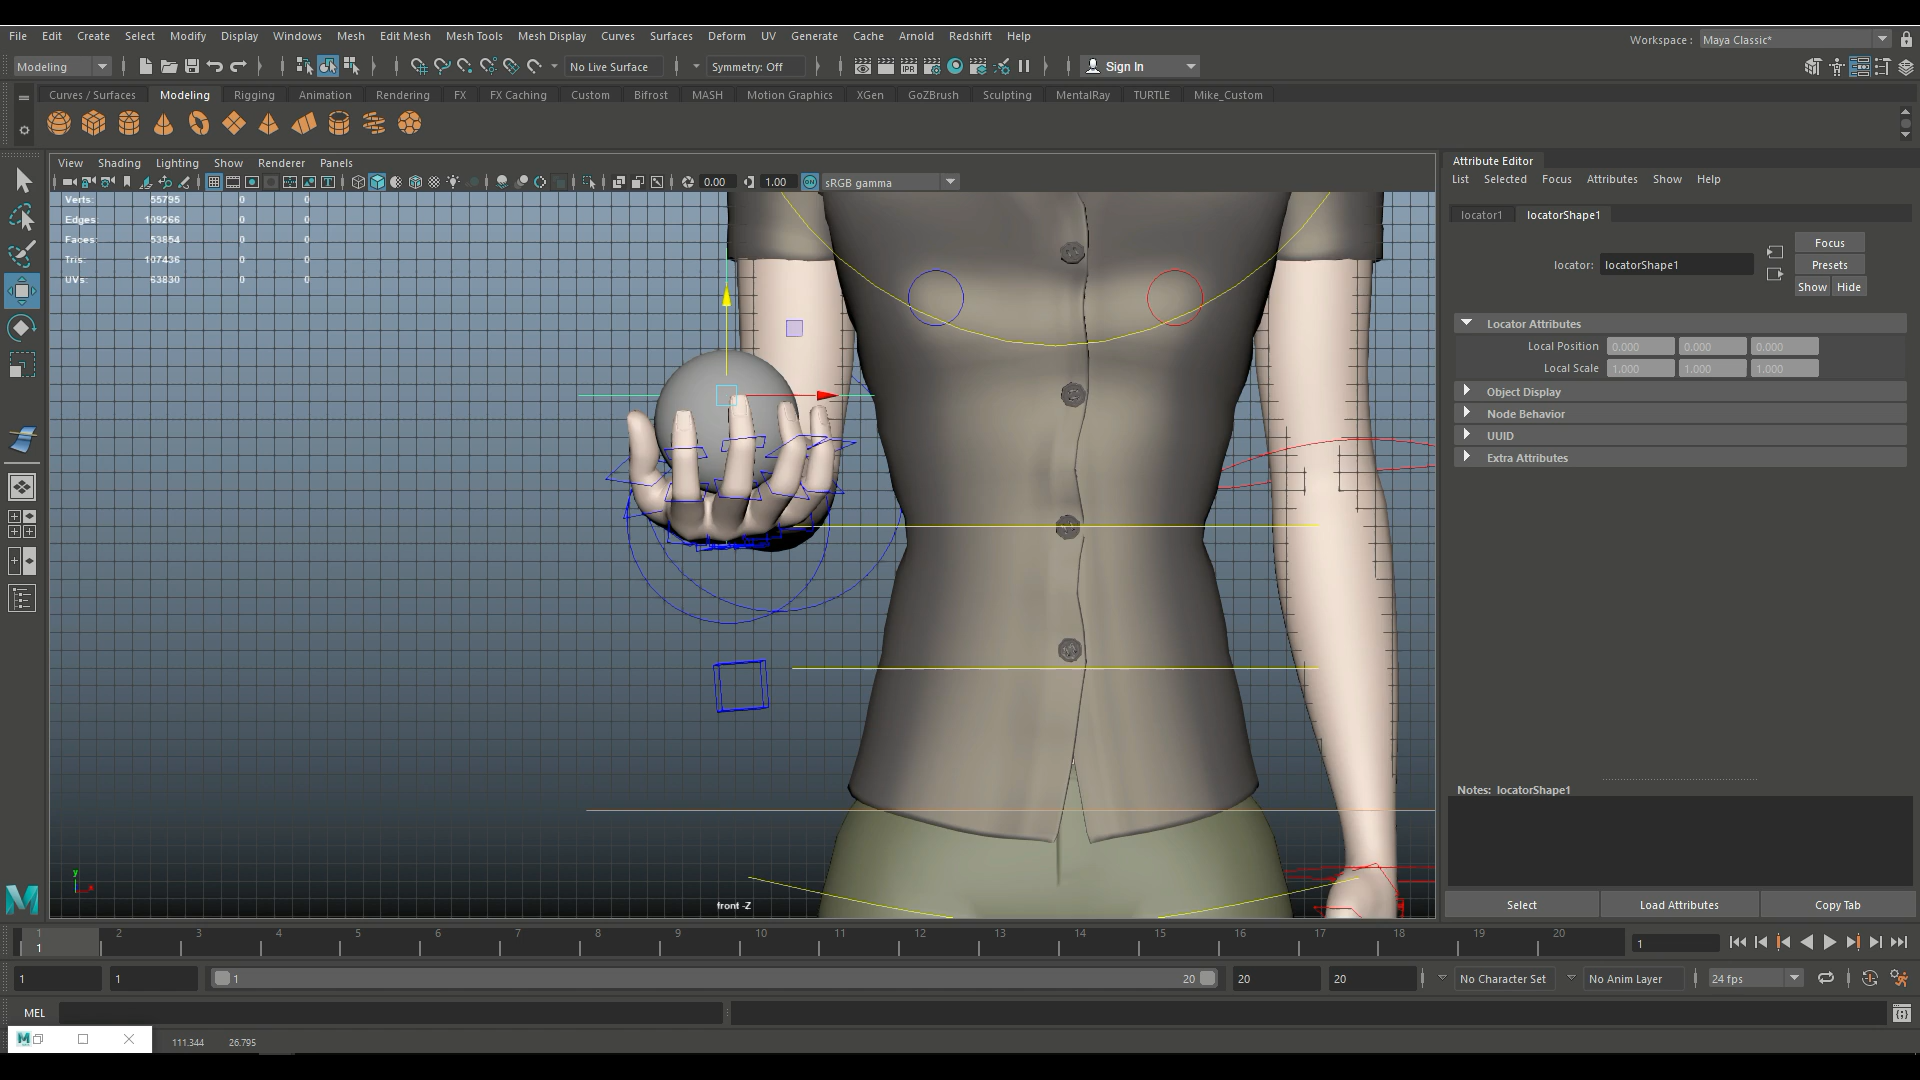 File Edit Create Select Modify Display Windows Mesh Edit Mesh Mesh Tools Mesh Display Curves Surfaces Deform UV Generate Cache Arnold Redshift Help
Workspace : Maya Classic*
Modeling No Live Surface Symmetry: Off IPR Sign In
Curves / Surfaces Modeling Rigging Animation Rendering FX FX Caching Custom Bifrost MASH Motion Graphics XGen GoZBrush Sculpting MentalRay TURTLE Mike_Custom
View Shading Lighting Show Renderer Panels
0.00 1.00 ON sRGB gamma
Verts: 55795 0 0
Edges: 109266 0 0
Faces: 53854 0 0
Tris: 107436 0 0
UVs: 63830 0 0
y
x
front -Z
Attribute Editor
List Selected Focus Attributes Show Help
locator1 locatorShape1
locator: locatorShape1
Focus
Presets
Show Hide
Locator Attributes
Local Position 0.000 0.000 0.000
Local Scale 1.000 1.000 1.000
Object Display
Node Behavior
UUID
Extra Attributes
Notes: locatorShape1
Select Load Attributes Copy Tab
1 2 3 4 5 6 7 8 9 10 11 12 13 14 15 16 17 18 19 20
1 1
1 1 1 20 20 20 No Character Set No Anim Layer 24 fps
MEL
M 111.344 26.795